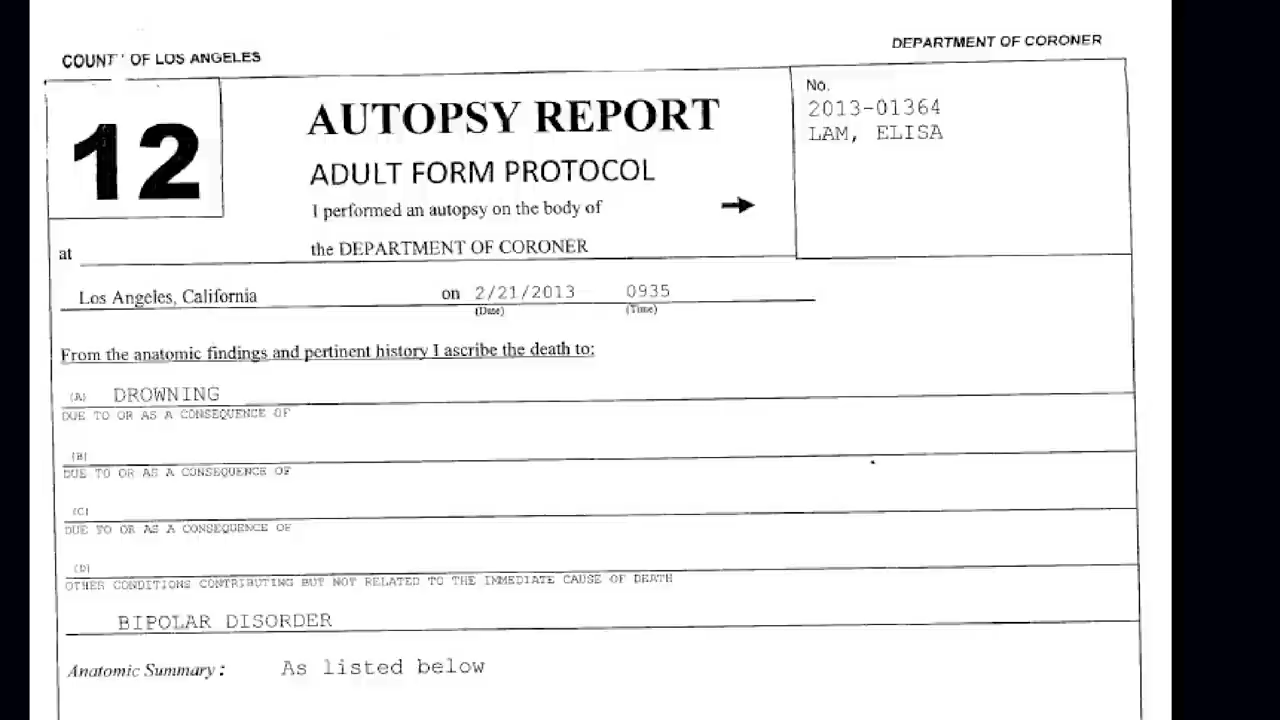 COUNTY OF LOS ANGELES
DEPARTMENT OF CORONER
12
AUTOPSY REPORT
ADULT FORM PROTOCOL
I performed an autopsy on the body of
No.
2013-01364
LAM, ELISA
at
the DEPARTMENT OF CORONER
Los Angeles, California on 2/21/2013 0935
(Date) (Time)
From the anatomic findings and pertinent history I ascribe the death to:
(A) DROWNING
DUE TO OR AS A CONSEQUENCE OF
(B)
DUE TO OR AS A CONSEQUENCE OF
(C)
DUE TO OR AS A CONSEQUENCE OF
(D)
OTHER CONDITIONS CONTRIBUTING BUT NOT RELATED TO THE IMMEDIATE CAUSE OF DEATH
BIPOLAR DISORDER
Anatomic Summary: As listed below